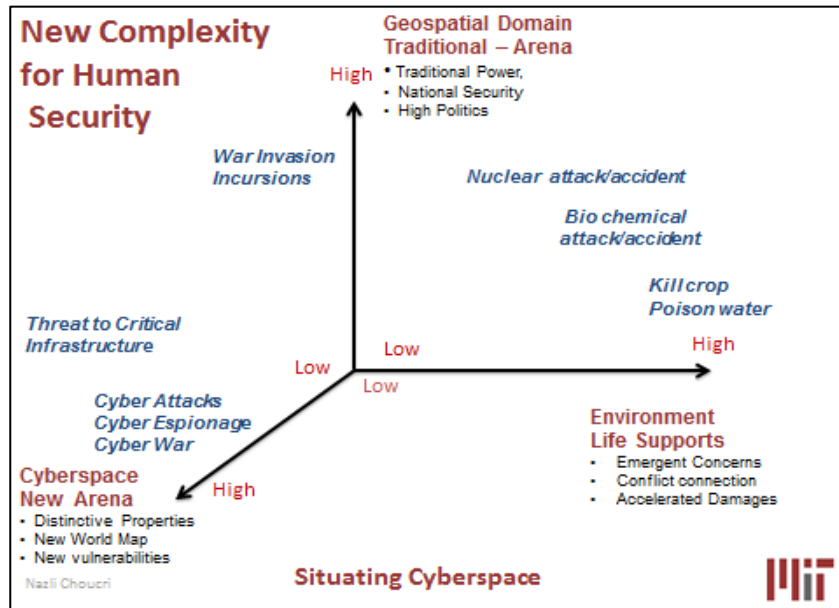 New Complexity
for Human
Security
Geospatial Domain
Traditional – Arena
• Traditional Power,
• National Security
• High Politics
High
War Invasion
Incursions
Nuclear attack/accident
Bio chemical
attack/accident
Kill crop
Poison water
Threat to Critical
Infrastructure
Low
Low
Low
High
Cyber Attacks
Cyber Espionage
Cyber War
High
Cyberspace
New Arena
• Distinctive Properties
• New World Map
• New vulnerabilities
Environment
Life Supports
• Emergent Concerns
• Conflict connection
• Accelerated Damages
Nazli Choucri
Situating Cyberspace
MIT